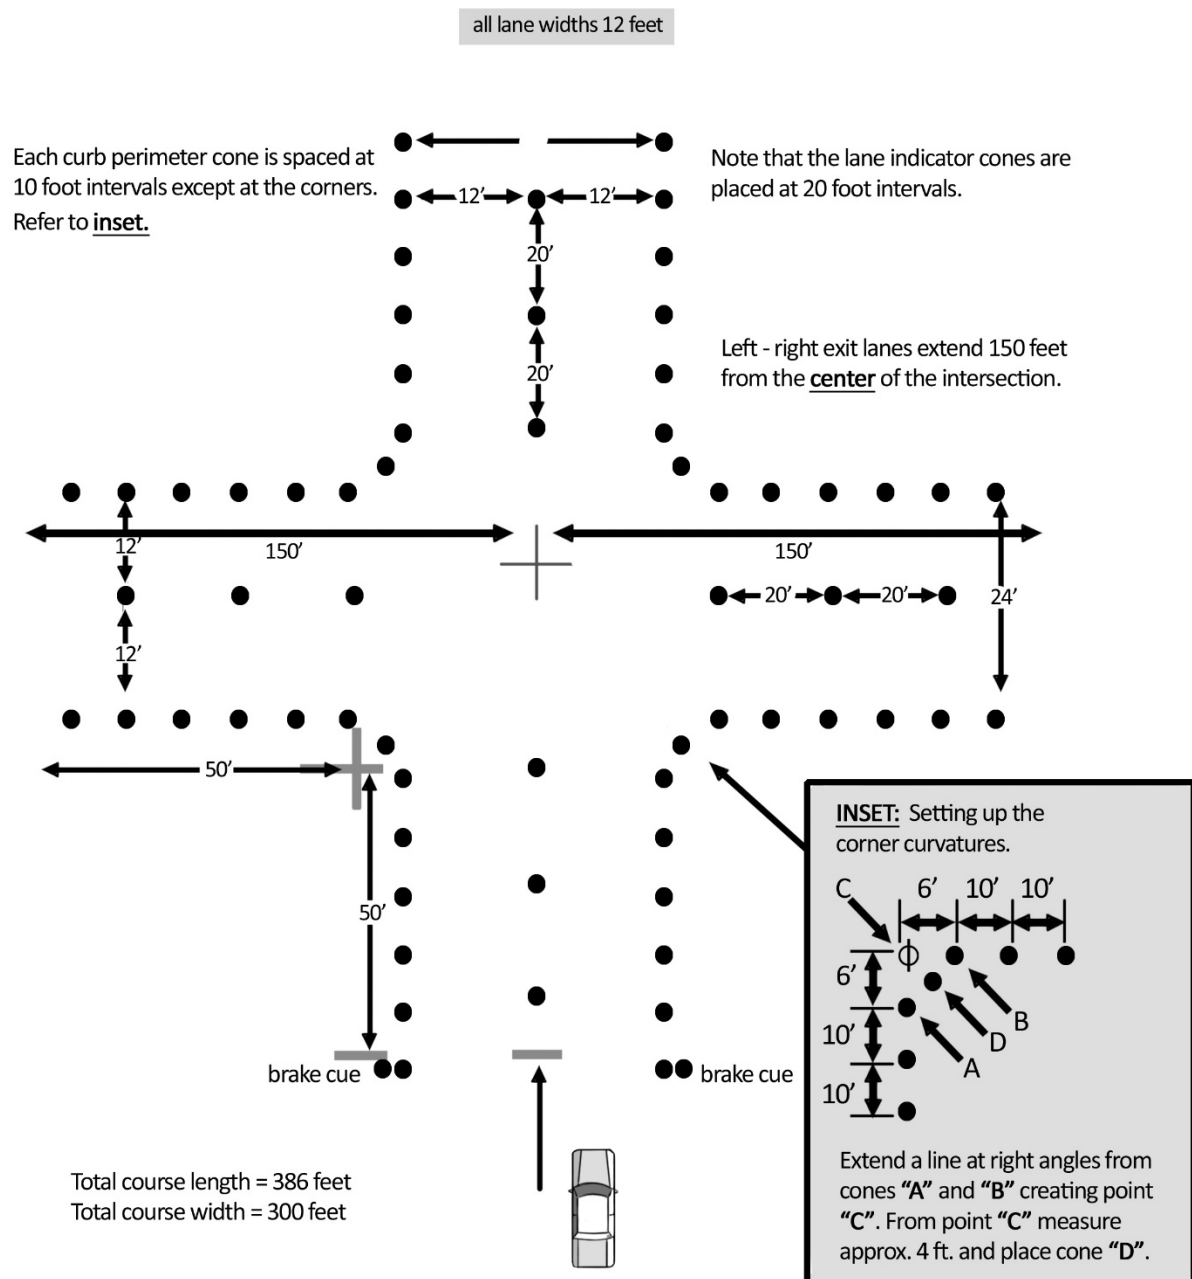 all lane widths 12 feet
Each curb perimeter cone is spaced at
10 foot intervals except at the corners.
Refer to inset.
Note that the lane indicator cones are
placed at 20 foot intervals.
12’ 12’
20’
20’
Left - right exit lanes extend 150 feet
from the center of the intersection.
12’
150’ 150’
20’ 20’ 24’
12’
50’
50’
brake cue brake cue
Total course length = 386 feet
Total course width = 300 feet
INSET: Setting up the
corner curvatures.
C 6’ 10’ 10’
6’
B
D
10’
A
10’
Extend a line at right angles from
cones “A” and “B” creating point
“C”. From point “C” measure
approx. 4 ft. and place cone “D”.